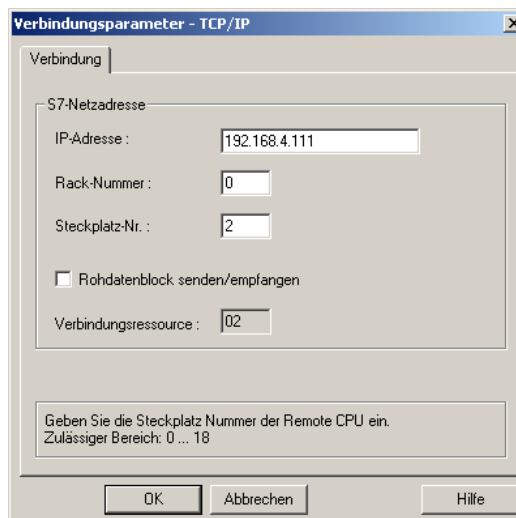 Verbindungsparameter - TCP/IP
Verbindung
S7-Netzadresse
IP-Adresse : 192.168.4.111
Rack-Nummer : 0
Steckplatz-Nr. : 2
Rohdatenblock senden/empfangen
Verbindungsressource : 02
Geben Sie die Steckplatz Nummer der Remote CPU ein.
Zulässiger Bereich: 0 ... 18
OK Abbrechen Hilfe